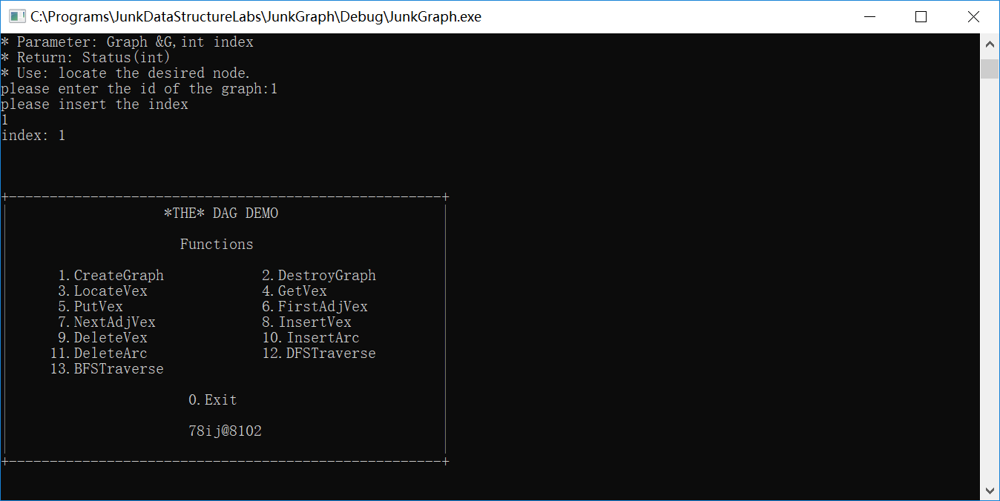 C:\Programs\JunkDataStructureLabs\JunkGraph\Debug\JunkGraph.exe
* Parameter: Graph &G,int index
* Return: Status(int)
* Use: locate the desired node.
please enter the id of the graph:1
please insert the index
1
index: 1
+-----------------------------------------------------+
*THE* DAG DEMO
Functions
1.CreateGraph 2.DestroyGraph
3.LocateVex 4.GetVex
5.PutVex 6.FirstAdjVex
7.NextAdjVex 8.InsertVex
9.DeleteVex 10.InsertArc
11.DeleteArc 12.DFSTraverse
13.BFSTraverse
0.Exit
78ij@8102
+-----------------------------------------------------+